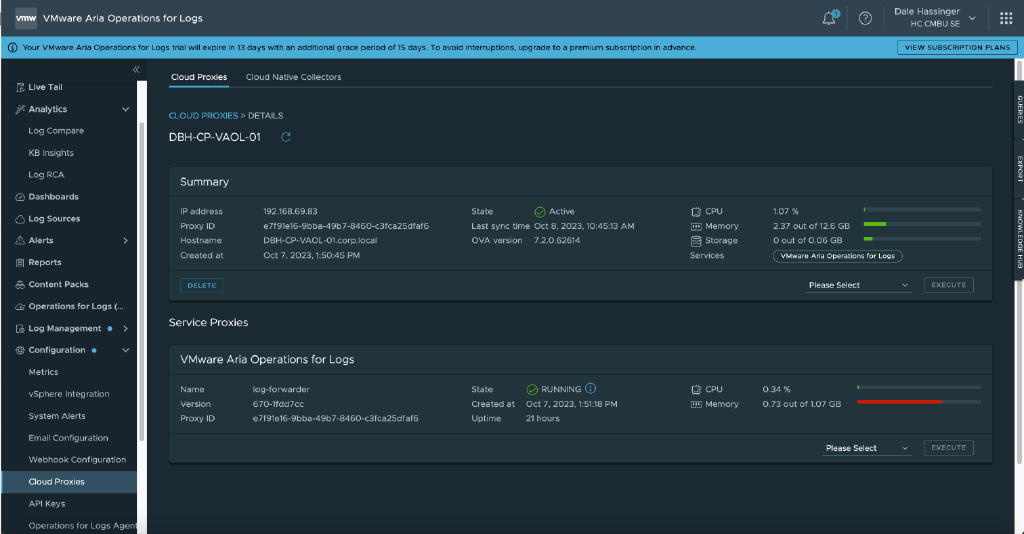 vmw VMware Aria Operations for Logs
1
Dale Hassinger
HC CMBU SE
Your VMware Aria Operations for Logs trial will expire in 13 days with an additional grace period of 15 days. To avoid interruptions, upgrade to a premium subscription in advance.
VIEW SUBSCRIPTION PLANS
Live Tail
Analytics
Log Compare
KB Insights
Log RCA
Dashboards
Log Sources
Alerts
Reports
Content Packs
Operations for Logs (...
Log Management
Configuration
Metrics
vSphere Integration
System Alerts
Email Configuration
Webhook Configuration
Cloud Proxies
API Keys
Operations for Logs Agent
Cloud Proxies Cloud Native Collectors
CLOUD PROXIES > DETAILS
DBH-CP-VAOL-01
Summary
IP address 192.168.69.83
Proxy ID e7f91e16-9bba-49b7-8460-c3fca25dfaf6
Hostname DBH-CP-VAOL-01.corp.local
Created at Oct 7, 2023, 1:50:45 PM
State Active
Last sync time Oct 8, 2023, 10:45:13 AM
OVA version 7.2.0.62614
CPU 1.07 %
Memory 2.37 out of 12.6 GB
Storage 0 out of 0.06 GB
Services VMware Aria Operations for Logs
DELETE
Please Select
EXECUTE
Service Proxies
VMware Aria Operations for Logs
Name log-forwarder
Version 670-1fdd7cc
Proxy ID e7f91e16-9bba-49b7-8460-c3fca25dfaf6
State RUNNING
Created at Oct 7, 2023, 1:51:18 PM
Uptime 21 hours
CPU 0.34 %
Memory 0.73 out of 1.07 GB
Please Select
EXECUTE
QUERIES
EXPORT
KNOWLEDGE HUB